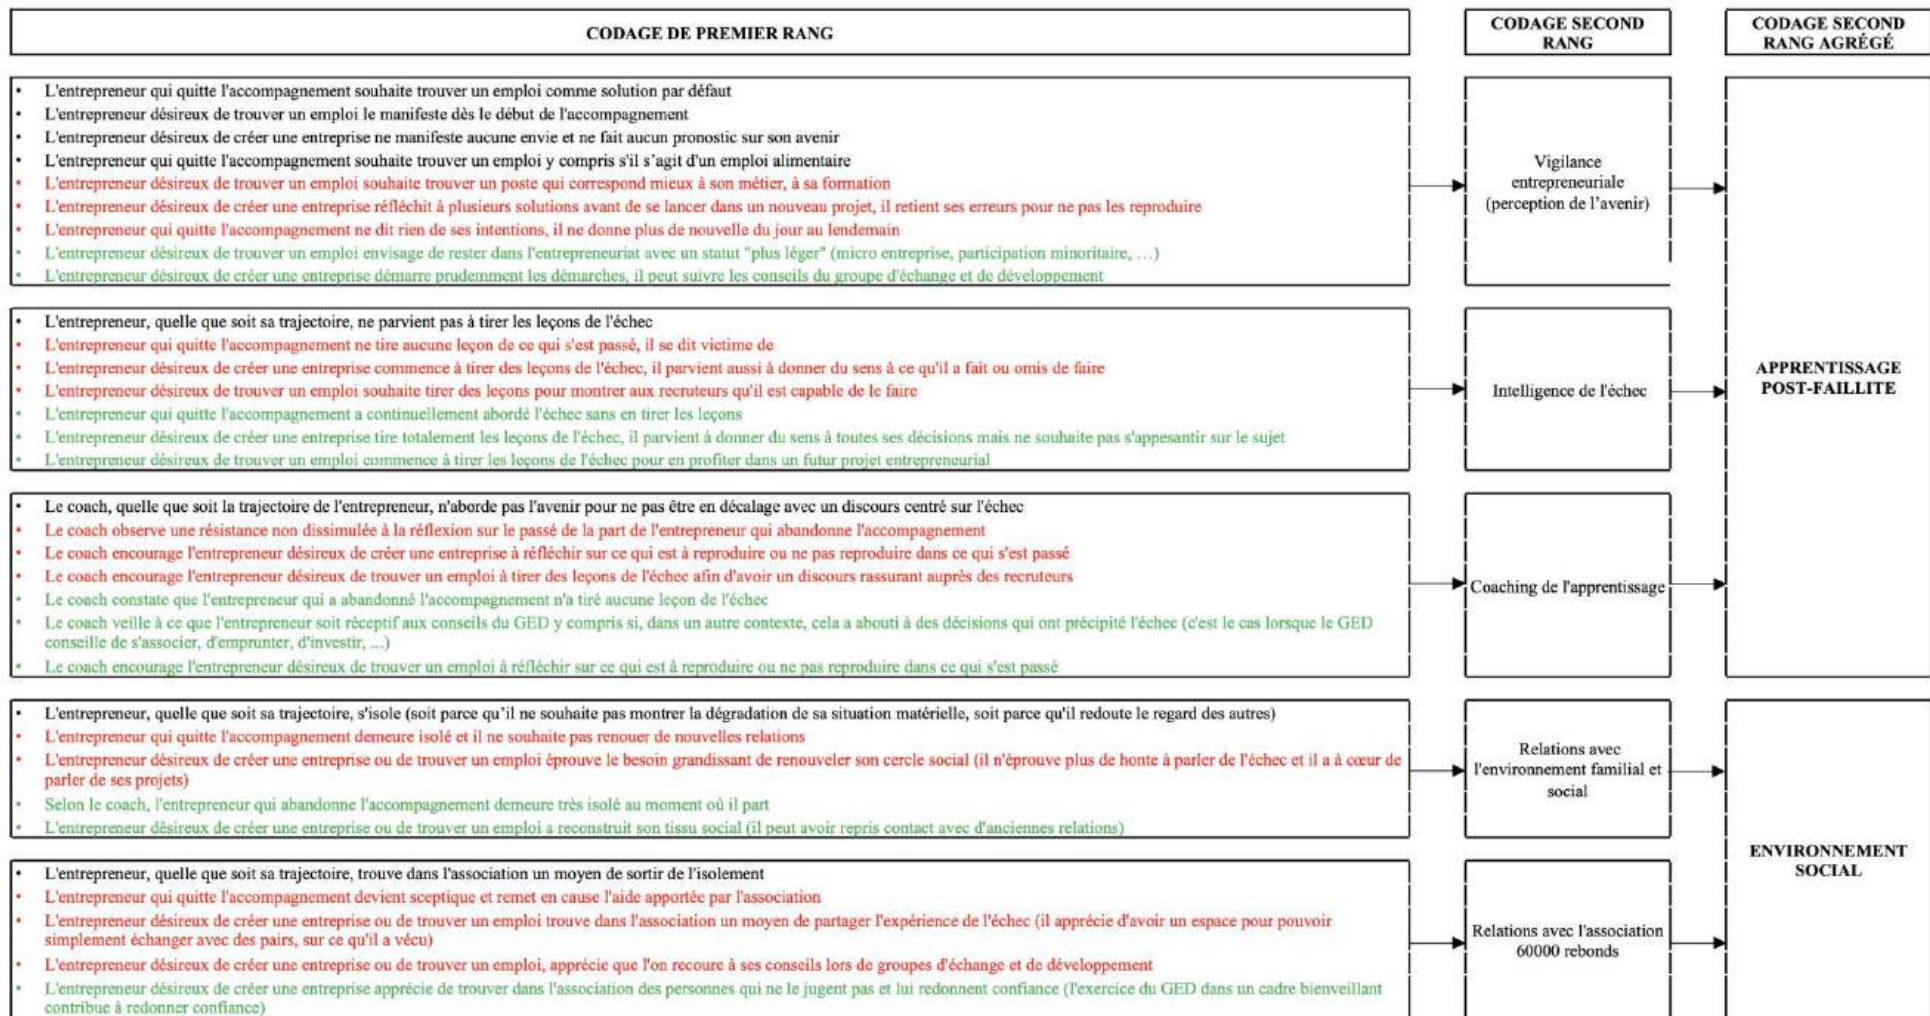 CODAGE DE PREMIER RANG
CODAGE SECOND
RANG
CODAGE SECOND
RANG AGRÉGÉ
• L'entrepreneur qui quitte l'accompagnement souhaite trouver un emploi comme solution par défaut
• L'entrepreneur désireux de trouver un emploi le manifeste dès le début de l'accompagnement
• L'entrepreneur désireux de créer une entreprise ne manifeste aucune envie et ne fait aucun pronostic sur son avenir
• L'entrepreneur qui quitte l'accompagnement souhaite trouver un emploi y compris s'il s'agit d'un emploi alimentaire
• L'entrepreneur désireux de trouver un emploi souhaite trouver un poste qui correspond mieux à son métier, à sa formation
• L'entrepreneur désireux de créer une entreprise réfléchit à plusieurs solutions avant de se lancer dans un nouveau projet, il retient ses erreurs pour ne pas les reproduire
• L'entrepreneur qui quitte l'accompagnement ne dit rien de ses intentions, il ne donne plus de nouvelle du jour au lendemain
• L'entrepreneur désireux de trouver un emploi envisage de rester dans l'entrepreneuriat avec un statut "plus léger" (micro entreprise, participation minoritaire, …)
• L'entrepreneur désireux de créer une entreprise démarre prudemment les démarches, il peut suivre les conseils du groupe d'échange et de développement
Vigilance
entrepreneuriale
(perception de l'avenir)
• L'entrepreneur, quelle que soit sa trajectoire, ne parvient pas à tirer les leçons de l'échec
• L'entrepreneur qui quitte l'accompagnement ne tire aucune leçon de ce qui s'est passé, il se dit victime de
• L'entrepreneur désireux de créer une entreprise commence à tirer des leçons de l'échec, il parvient aussi à donner du sens à ce qu'il a fait ou omis de faire
• L'entrepreneur désireux de trouver un emploi souhaite tirer des leçons pour montrer aux recruteurs qu'il est capable de le faire
• L'entrepreneur qui quitte l'accompagnement a continuellement abordé l'échec sans en tirer les leçons
• L'entrepreneur désireux de créer une entreprise tire totalement les leçons de l'échec, il parvient à donner du sens à toutes ses décisions mais ne souhaite pas s'appesantir sur le sujet
• L'entrepreneur désireux de trouver un emploi commence à tirer les leçons de l'échec pour en profiter dans un futur projet entrepreneurial
Intelligence de l'échec
APPRENTISSAGE
POST-FAILLITE
• Le coach, quelle que soit la trajectoire de l'entrepreneur, n'aborde pas l'avenir pour ne pas être en décalage avec un discours centré sur l'échec
• Le coach observe une résistance non dissimulée à la réflexion sur le passé de la part de l'entrepreneur qui abandonne l'accompagnement
• Le coach encourage l'entrepreneur désireux de créer une entreprise à réfléchir sur ce qui est à reproduire ou ne pas reproduire dans ce qui s'est passé
• Le coach encourage l'entrepreneur désireux de trouver un emploi à tirer des leçons de l'échec afin d'avoir un discours rassurant auprès des recruteurs
• Le coach constate que l'entrepreneur qui a abandonné l'accompagnement n'a tiré aucune leçon de l'échec
• Le coach veille à ce que l'entrepreneur soit réceptif aux conseils du GED y compris si, dans un autre contexte, cela a abouti à des décisions qui ont précipité l'échec (c'est le cas lorsque le GED
conseille de s'associer, d'emprunter, d'investir, ...)
• Le coach encourage l'entrepreneur désireux de trouver un emploi à réfléchir sur ce qui est à reproduire ou ne pas reproduire dans ce qui s'est passé
Coaching de l'apprentissage
• L'entrepreneur, quelle que soit sa trajectoire, s'isole (soit parce qu'il ne souhaite pas montrer la dégradation de sa situation matérielle, soit parce qu'il redoute le regard des autres)
• L'entrepreneur qui quitte l'accompagnement demeure isolé et il ne souhaite pas renouer de nouvelles relations
• L'entrepreneur désireux de créer une entreprise ou de trouver un emploi éprouve le besoin grandissant de renouveler son cercle social (il n'éprouve plus de honte à parler de l'échec et il a à cœur de
parler de ses projets)
• Selon le coach, l'entrepreneur qui abandonne l'accompagnement demeure très isolé au moment où il part
• L'entrepreneur désireux de créer une entreprise ou de trouver un emploi a reconstruit son tissu social (il peut avoir repris contact avec d'anciennes relations)
Relations avec
l'environnement familial et
social
ENVIRONNEMENT
SOCIAL
• L'entrepreneur, quelle que soit sa trajectoire, trouve dans l'association un moyen de sortir de l'isolement
• L'entrepreneur qui quitte l'accompagnement devient sceptique et remet en cause l'aide apportée par l'association
• L'entrepreneur désireux de créer une entreprise ou de trouver un emploi trouve dans l'association un moyen de partager l'expérience de l'échec (il apprécie d'avoir un espace pour pouvoir
simplement échanger avec des pairs, sur ce qu'il a vécu)
• L'entrepreneur désireux de créer une entreprise ou de trouver un emploi, apprécie que l'on recoure à ses conseils lors de groupes d'échange et de développement
• L'entrepreneur désireux de créer une entreprise apprécie de trouver dans l'association des personnes qui ne le jugent pas et lui redonnent confiance (l'exercice du GED dans un cadre bienveillant
contribue à redonner confiance)
Relations avec l'association
60000 rebonds